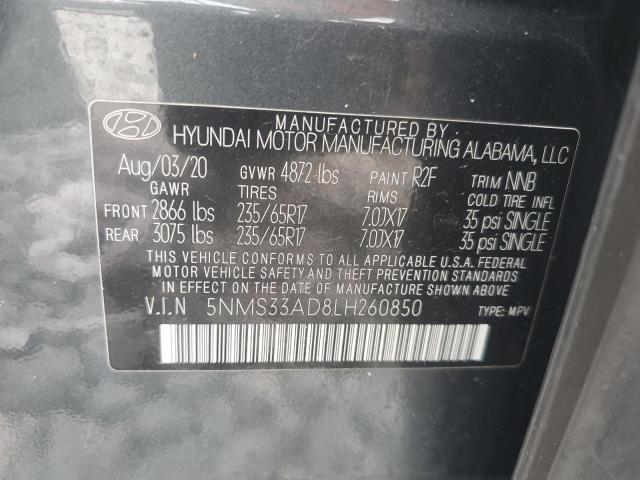 MANUFACTURED BY
HYUNDAI MOTOR MANUFACTURING ALABAMA, LLC
Aug/03/20 GVWR 4872 lbs PAINT R2F TRIM NNB
GAWR TIRES RIMS COLD TIRE INFL
FRONT 2866 lbs 235/65R17 7.0JX17 35 psi SINGLE
REAR 3075 lbs 235/65R17 7.0JX17 35 psi SINGLE
THIS VEHICLE CONFORMS TO ALL APPLICABLE U.S.A. FEDERAL
MOTOR VEHICLE SAFETY AND THEFT PREVENTION STANDARDS
IN EFFECT ON THE DATE OF MANUFACTURE SHOWN ABOVE.
V.I.N 5NMS33AD8LH260850 TYPE: MPV